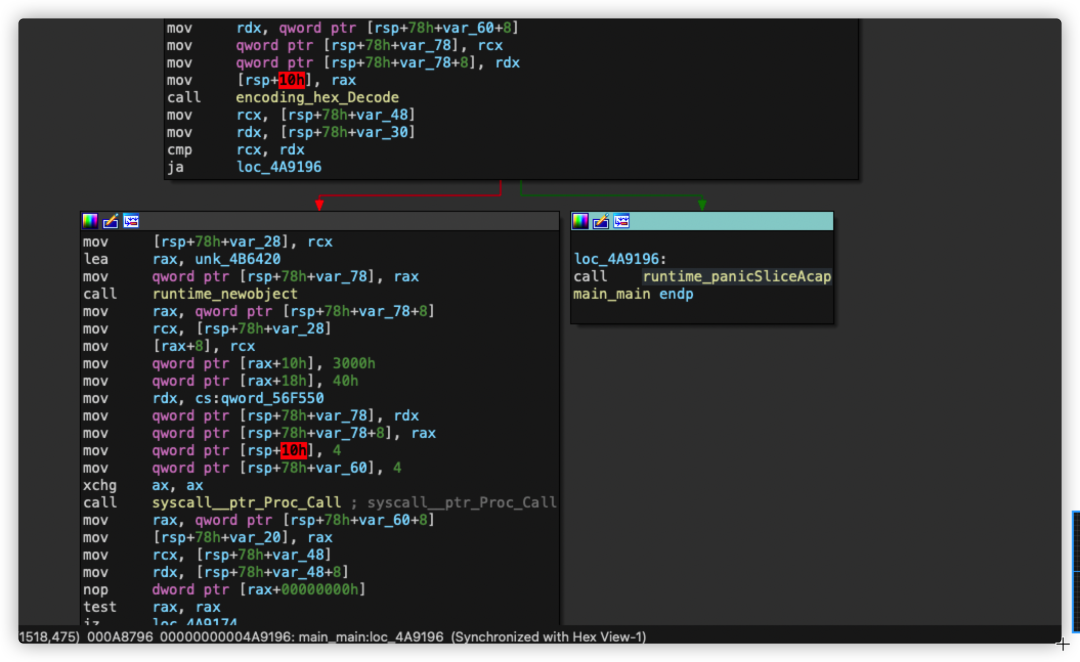 mov rdx, qword ptr [rsp+78h+var_60+8]
mov qword ptr [rsp+78h+var_78], rcx
mov qword ptr [rsp+78h+var_78+8], rdx
mov [rsp+10h], rax
call encoding_hex_Decode
mov rcx, [rsp+78h+var_48]
mov rdx, [rsp+78h+var_30]
cmp rcx, rdx
ja loc_4A9196
mov [rsp+78h+var_28], rcx
lea rax, unk_4B6420
mov qword ptr [rsp+78h+var_78], rax
call runtime_newobject
mov rax, qword ptr [rsp+78h+var_78+8]
mov rcx, [rsp+78h+var_28]
mov [rax+8], rcx
mov qword ptr [rax+10h], 3000h
mov qword ptr [rax+18h], 40h
mov rdx, cs:qword_56F550
mov qword ptr [rsp+78h+var_78], rdx
mov qword ptr [rsp+78h+var_78+8], rax
mov qword ptr [rsp+10h], 4
mov qword ptr [rsp+78h+var_60], 4
xchg ax, ax
call syscall__ptr_Proc_Call ; syscall__ptr_Proc_Call
mov rax, qword ptr [rsp+78h+var_60+8]
mov [rsp+78h+var_20], rax
mov rcx, [rsp+78h+var_48]
mov rdx, [rsp+78h+var_48+8]
nop dword ptr [rax+00000000h]
test rax, rax
jz loc_4A9174
loc_4A9196:
call runtime_panicSliceAcap
main_main endp
1518,475) 000A8796 00000000004A9196: main_main:loc_4A9196 (Synchronized with Hex View-1)